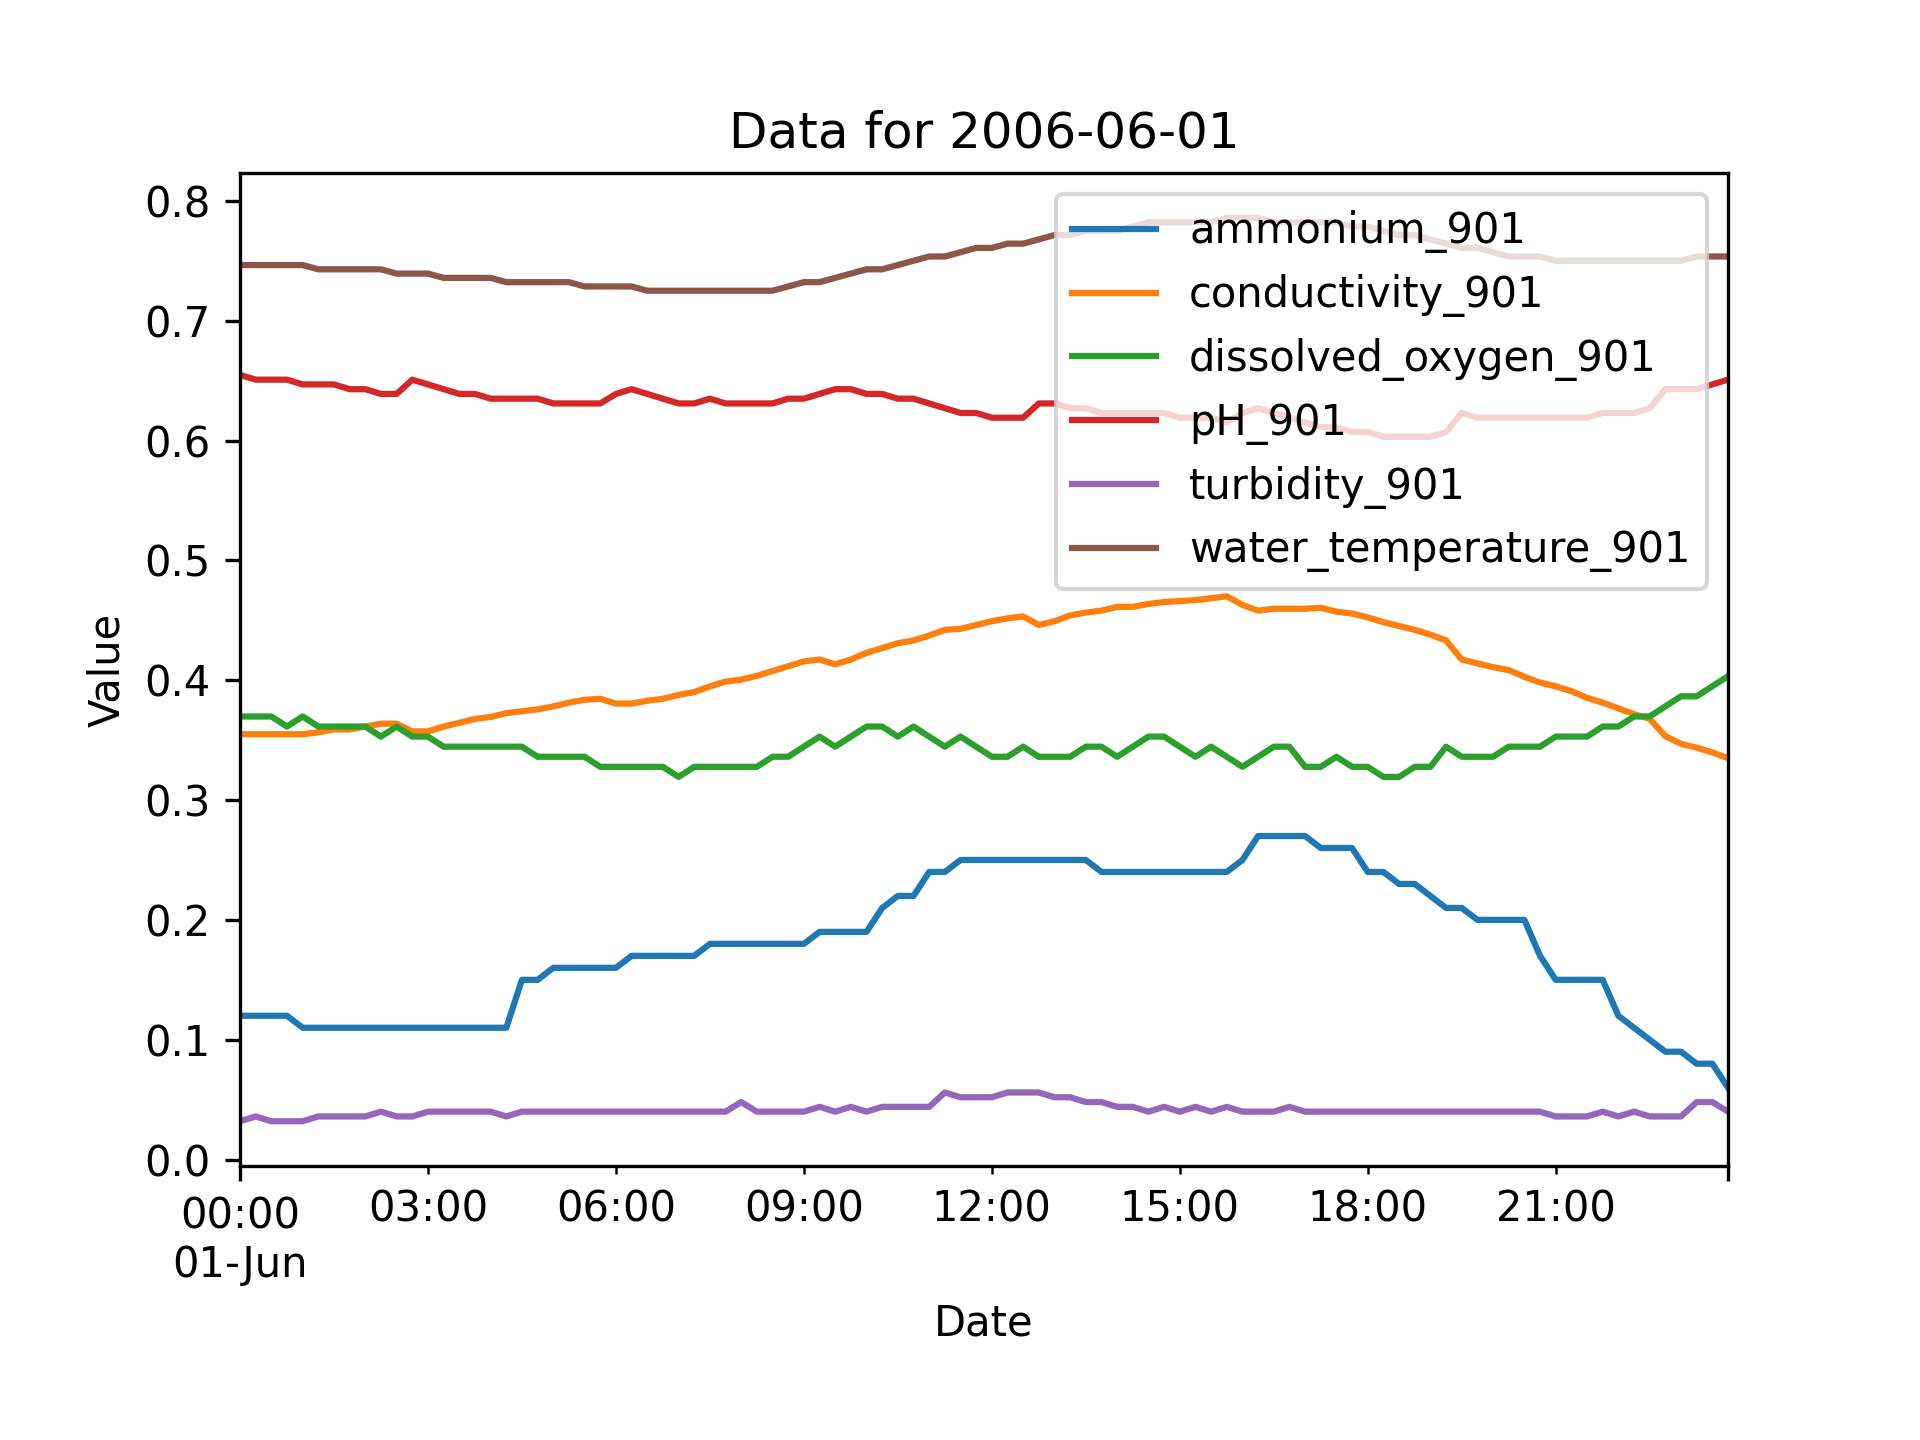 Data for 2006-06-01
0.8
0.7
0.6
0.5
0.4
0.3
0.2
0.1
0.0
Value
ammonium_901
conductivity_901
dissolved_oxygen_901
pH_901
turbidity_901
water_temperature_901
00:00 03:00 06:00 09:00 12:00 15:00 18:00 21:00
01-Jun
Date